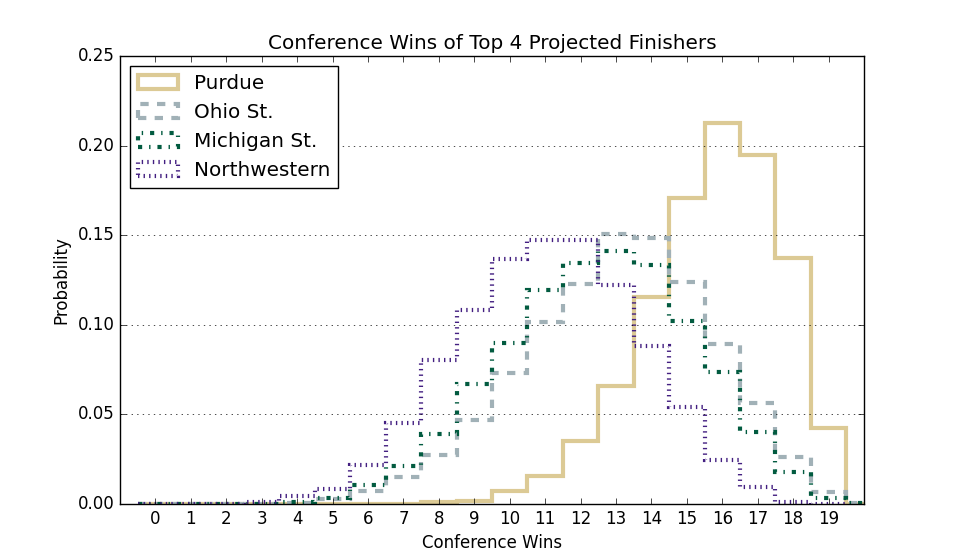 Conference Wins of Top 4 Projected Finishers
0.25
0.20
0.15
0.10
0.05
0.00
Probability
Purdue
Ohio St.
Michigan St.
Northwestern
0 1 2 3 4 5 6 7 8 9 10 11 12 13 14 15 16 17 18 19
Conference Wins